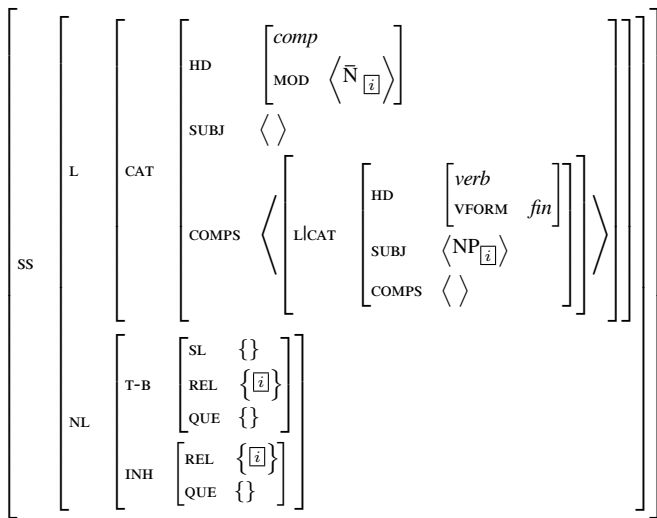 comp
HD
MOD ⟨ N̄ i ⟩
SUBJ ⟨ ⟩
L CAT
verb
HD
VFORM fin
COMPS ⟨ L|CAT
SUBJ ⟨NP i ⟩
SS
COMPS ⟨ ⟩
SL {}
T-B REL { i }
QUE {}
NL
REL { i }
INH
QUE {}